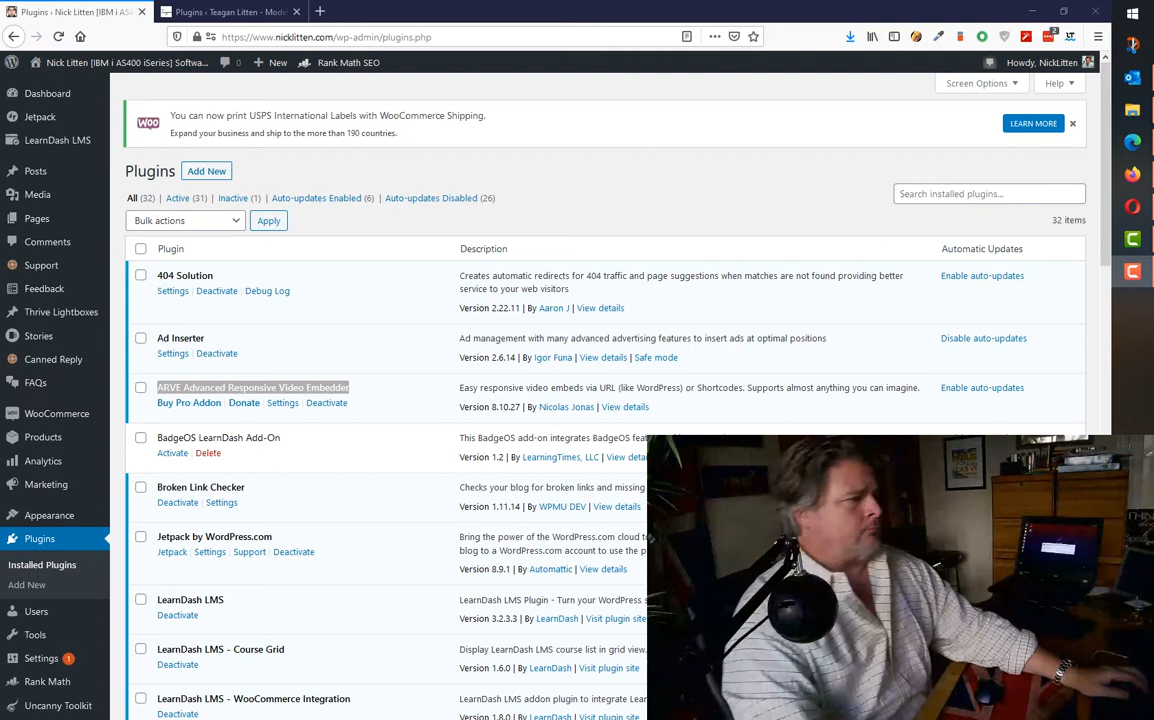 Plugins ‹ Nick Litten [IBM i AS4
Plugins ‹ Teagan Litten - Model
https://www.nicklitten.com/wp-admin/plugins.php
2
Nick Litten [IBM i AS400 iSeries] Softwa...
0
New
Rank Math SEO
Howdy, NickLitten
Screen Options
Help
Dashboard
Jetpack
LearnDash LMS
Posts
Media
Pages
Comments
Support
Feedback
Thrive Lightboxes
Stories
Canned Reply
FAQs
WooCommerce
Products
Analytics
Marketing
Appearance
Plugins
Installed Plugins
Add New
Users
Tools
Settings 1
Rank Math
Uncanny Toolkit
WOO
You can now print USPS International Labels with WooCommerce Shipping.
Expand your business and ship to the more than 190 countries.
LEARN MORE
Plugins
Add New
All (32) | Active (31) | Inactive (1) | Auto-updates Enabled (6) | Auto-updates Disabled (26)
Search installed plugins...
Bulk actions
Apply
32 items
Plugin
Description
Automatic Updates
404 Solution
Settings | Deactivate | Debug Log
Creates automatic redirects for 404 traffic and page suggestions when matches are not found providing better
service to your web visitors
Version 2.22.11 | By Aaron J | View details
Enable auto-updates
Ad Inserter
Settings | Deactivate
Ad management with many advanced advertising features to insert ads at optimal positions
Version 2.6.14 | By Igor Funa | View details | Safe mode
Disable auto-updates
ARVE Advanced Responsive Video Embedder
Buy Pro Addon | Donate | Settings | Deactivate
Easy responsive video embeds via URL (like WordPress) or Shortcodes. Supports almost anything you can imagine.
Version 8.10.27 | By Nicolas Jonas | View details
Enable auto-updates
BadgeOS LearnDash Add-On
Activate | Delete
This BadgeOS add-on integrates BadgeOS fea
Version 1.2 | By LearningTimes, LLC | View detai
Broken Link Checker
Deactivate | Settings
Checks your blog for broken links and missing
Version 1.11.14 | By WPMU DEV | View details
Jetpack by WordPress.com
Jetpack | Settings | Support | Deactivate
Bring the power of the WordPress.com cloud to
blog to a WordPress.com account to use the p
Version 8.9.1 | By Automattic | View details
LearnDash LMS
Deactivate
LearnDash LMS Plugin - Turn your WordPress s
Version 3.2.3.3 | By LearnDash | Visit plugin site
LearnDash LMS - Course Grid
Deactivate
Display LearnDash course list in grid view.
Version 1.6.0 | By LearnDash | Visit plugin site
LearnDash LMS - WooCommerce Integration
Deactivate
LearnDash LMS addon plugin to integrate Lear
Version 1.8.0 | By LearnDash | Visit plugin site